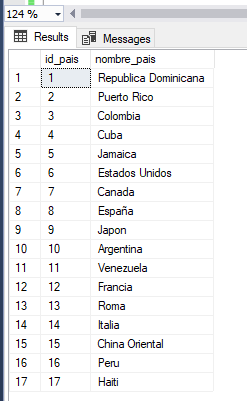 124 %
Results Messages
id_pais nombre_pais
1 1 Republica Dominicana
2 2 Puerto Rico
3 3 Colombia
4 4 Cuba
5 5 Jamaica
6 6 Estados Unidos
7 7 Canada
8 8 España
9 9 Japon
10 10 Argentina
11 11 Venezuela
12 12 Francia
13 13 Roma
14 14 Italia
15 15 China Oriental
16 16 Peru
17 17 Haiti